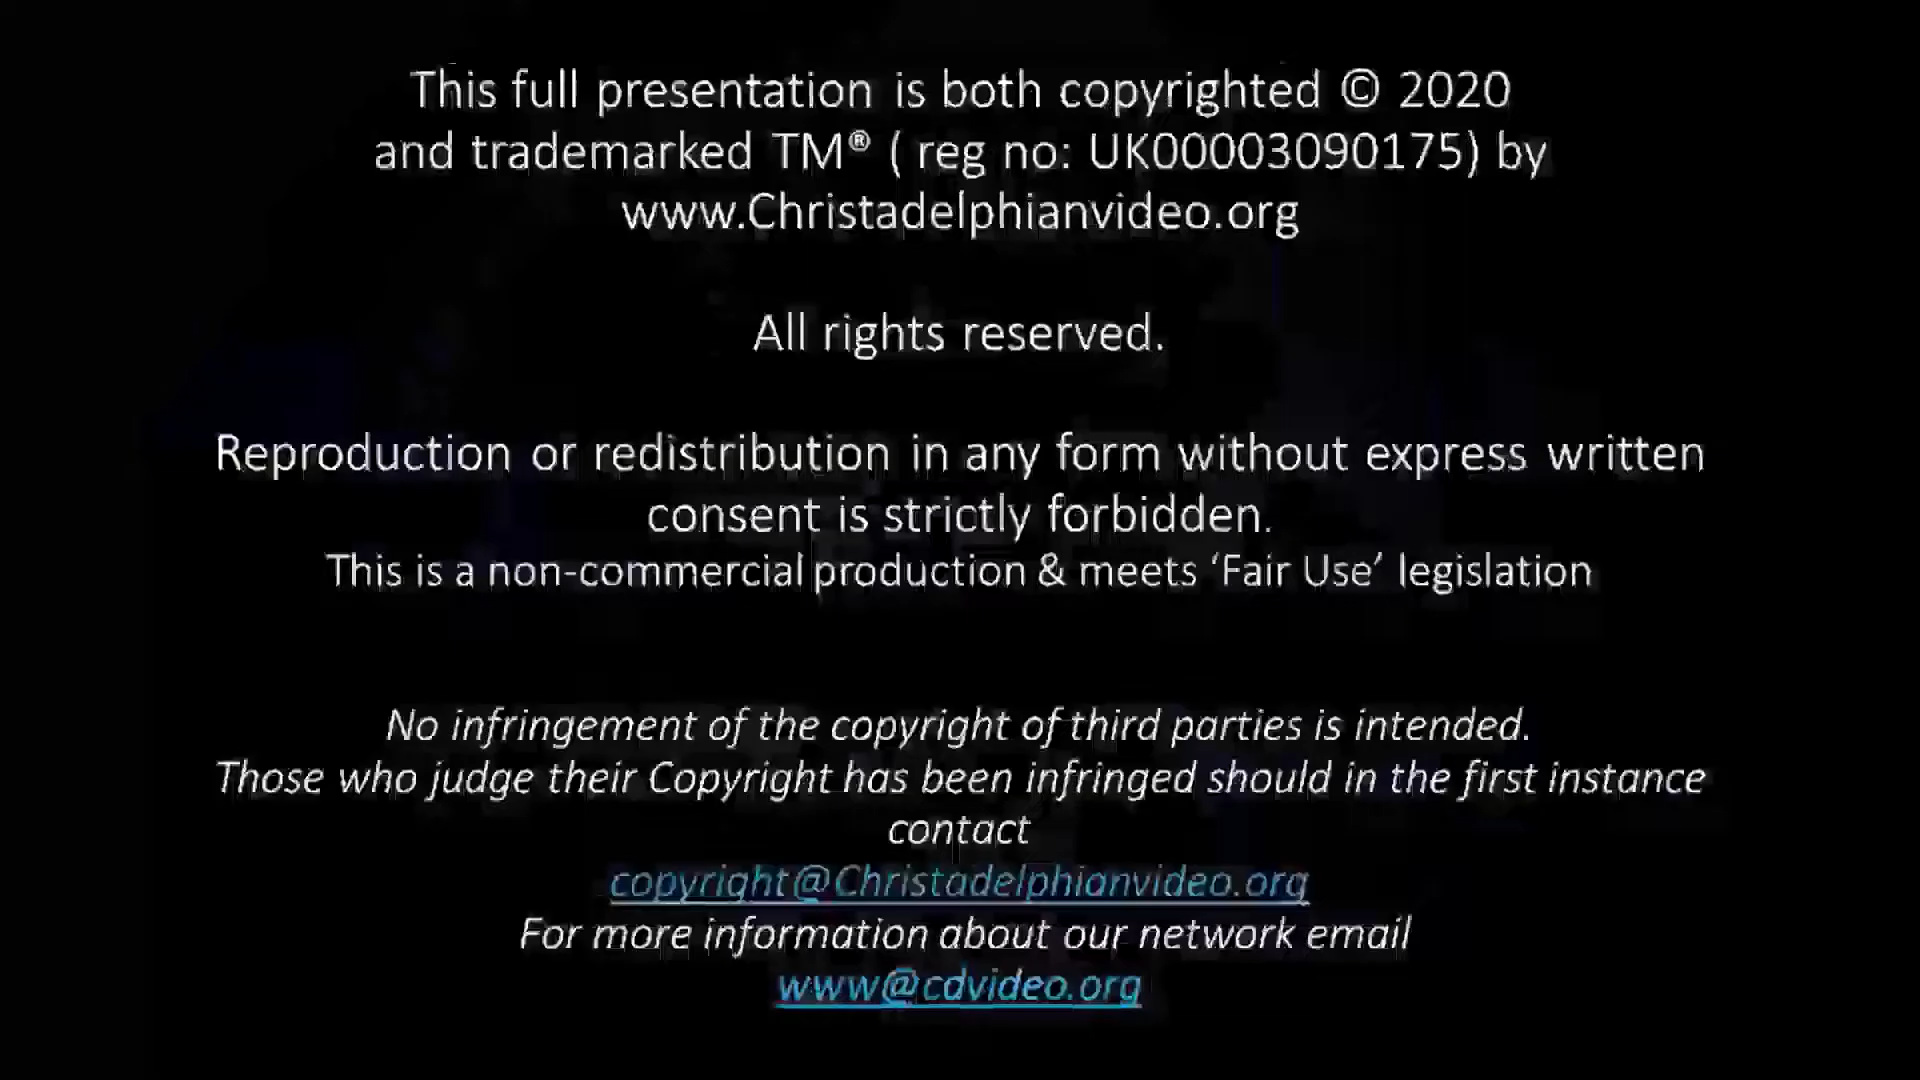 This full presentation is both copyrighted © 2020
and trademarked TM® ( reg no: UK00003090175) by
www.Christadelphianvideo.org
All rights reserved.
Reproduction or redistribution in any form without express written
consent is strictly forbidden.
This is a non-commercial production & meets ‘Fair Use’ legislation
No infringement of the copyright of third parties is intended.
Those who judge their Copyright has been infringed should in the first instance
contact
copyright@Christadelphianvideo.org
For more information about our network email
www@cdvideo.org